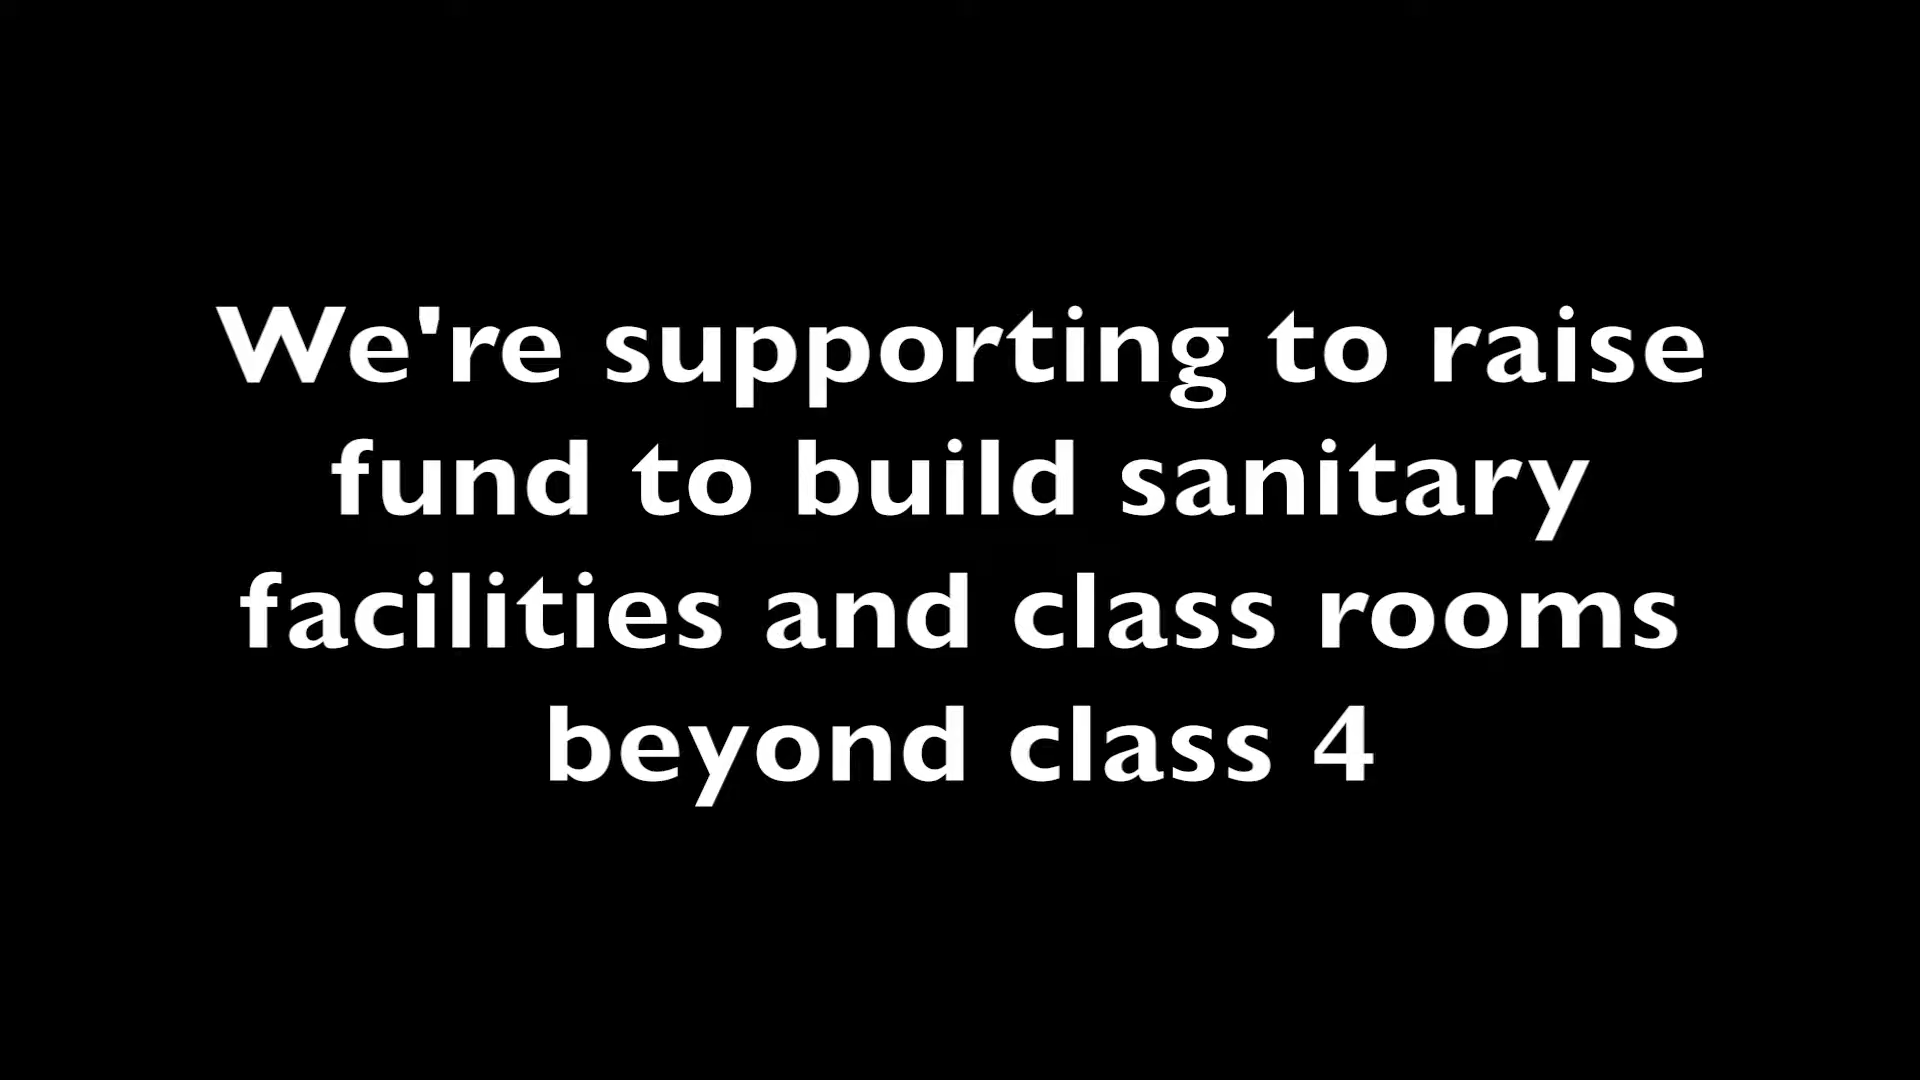 We're supporting to raise
fund to build sanitary
facilities and class rooms
beyond class 4